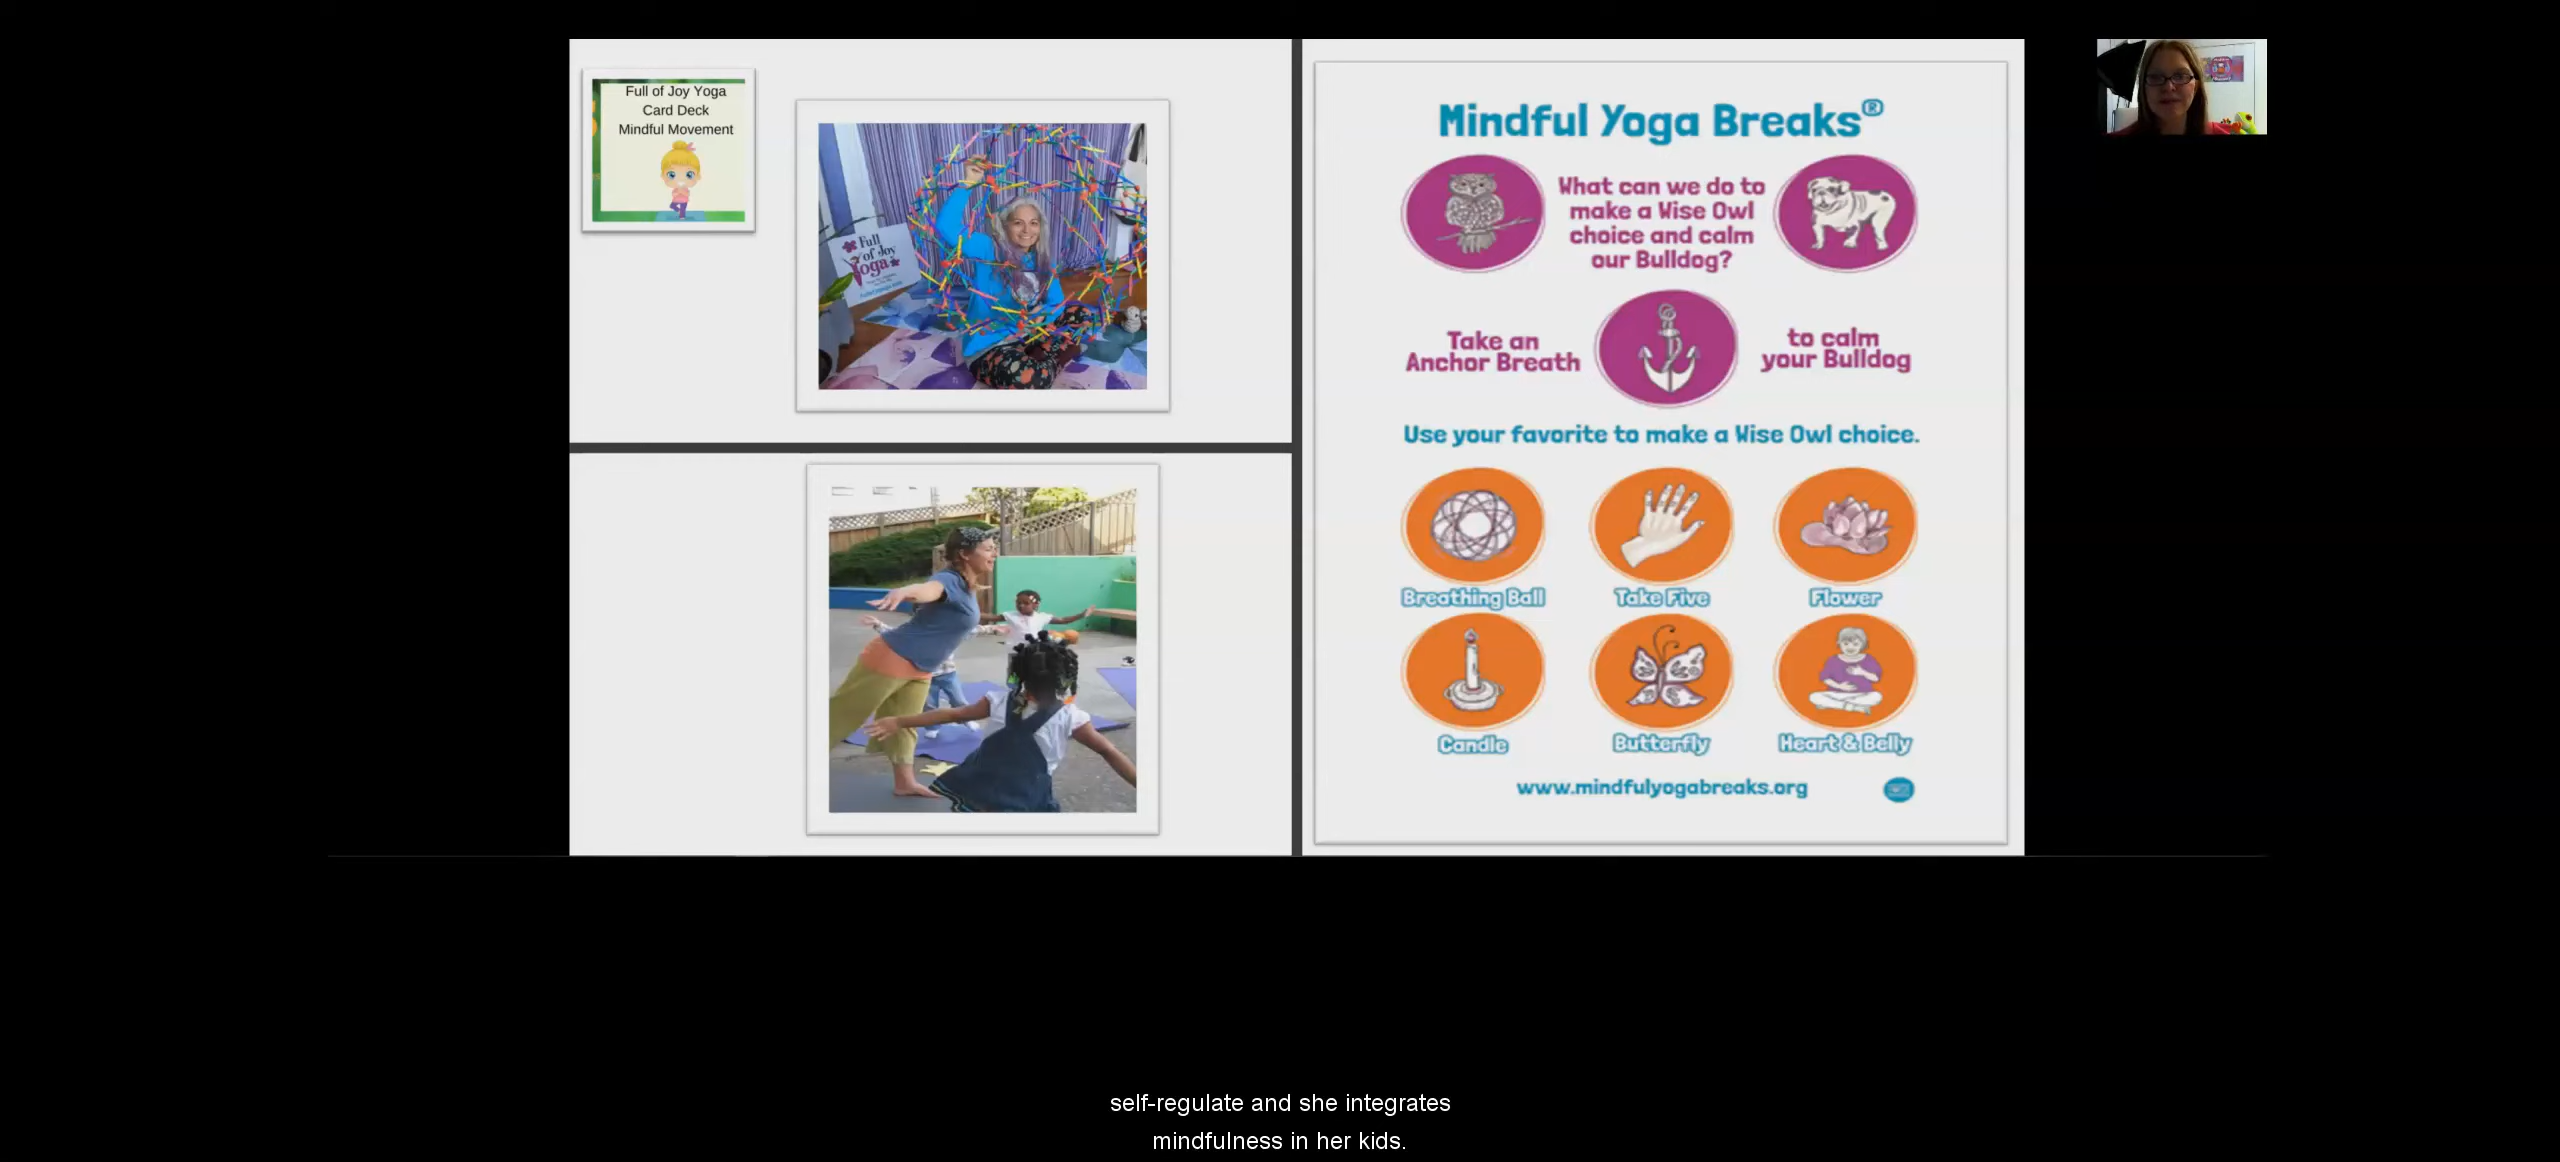 Full of Joy Yoga
Card Deck
Mindful Movement
Full
of Joy
Yoga
Mindful Yoga Breaks®
What can we do to
make a Wise Owl
choice and calm
our Bulldog?
Take an
Anchor Breath
to calm
your Bulldog
Use your favorite to make a Wise Owl choice.
Breathing Ball
Take Five
Flower
Candle
Butterfly
Heart & Belly
www.mindfulyogabreaks.org
self-regulate and she integrates
mindfulness in her kids.